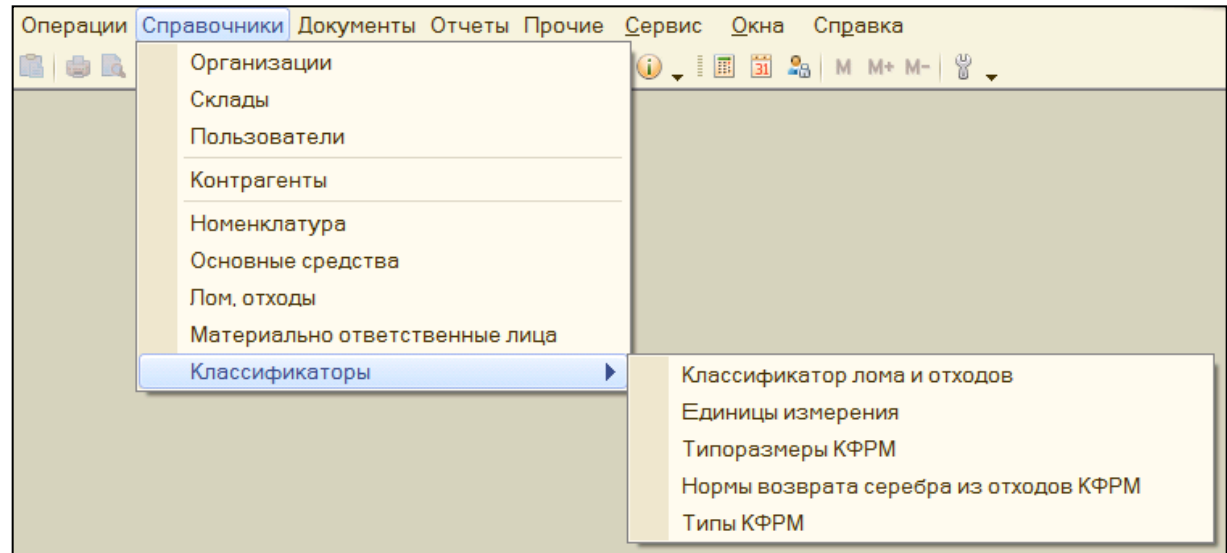 Операции Справочники Документы Отчеты Прочие Сервис Окна Справка
31 M M+ M-
Организации
Склады
Пользователи
Контрагенты
Номенклатура
Основные средства
Лом, отходы
Материально ответственные лица
Классификаторы
Классификатор лома и отходов
Единицы измерения
Типоразмеры КФРМ
Нормы возврата серебра из отходов КФРМ
Типы КФРМ